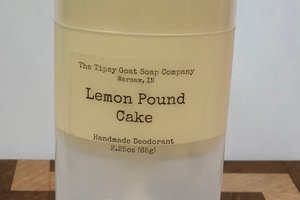 The Tipsy Goat Soap Company
Warsaw, IN
Lemon Pound
Cake
Handmade Deodorant
2.25oz (65g)